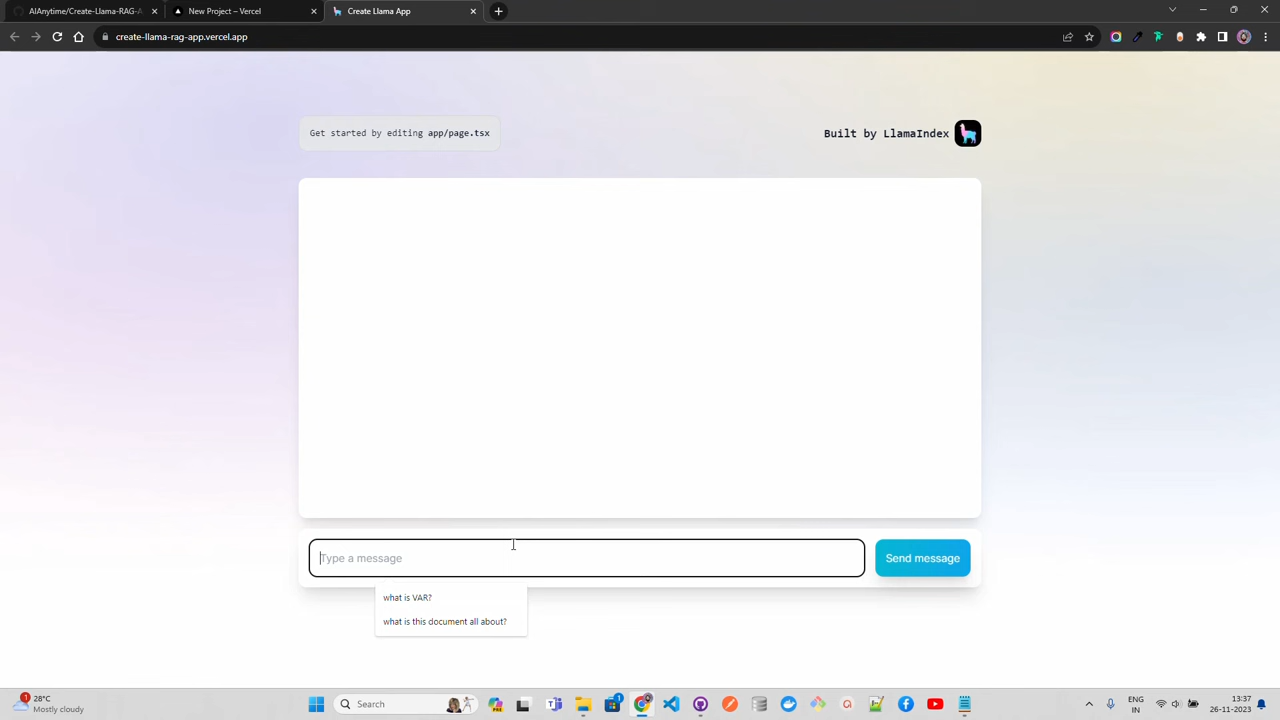 AIAnytime/Create-Llama-RAG-A
New Project – Vercel
Create Llama App
create-llama-rag-app.vercel.app
Get started by editing app/page.tsx
Built by LlamaIndex
Type a message
Send message
what is VAR?
what is this document all about?
1
28°C
Mostly cloudy
Search
1
ENG
IN
13:37
26-11-2023